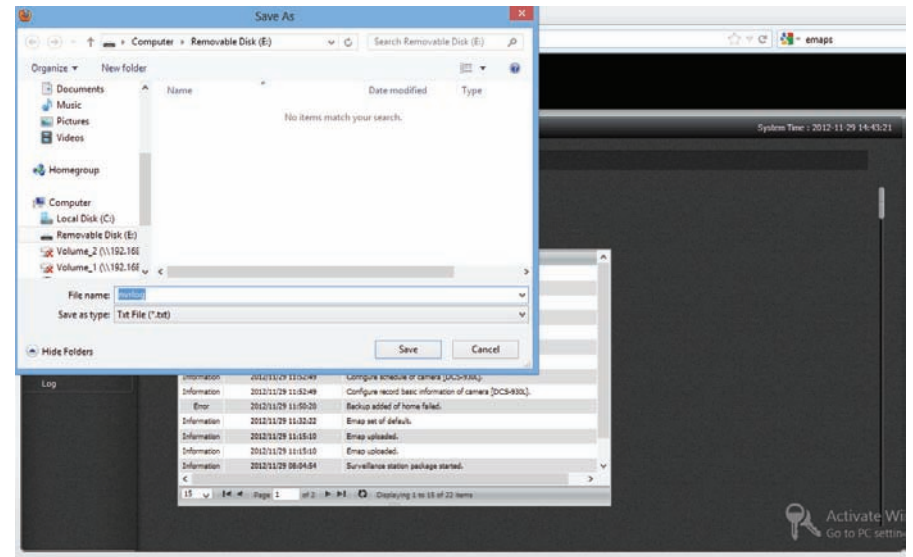 Save As
Computer Removable Disk (E:)
Search Removable Disk (E:)
emaps
Organize
New folder
Documents
Music
Pictures
Videos
Homegroup
Computer
Local Disk (C:)
Removable Disk (E:)
Volume_2 (\\192.168
Volume_1 (\\192.168
Name
Date modified
Type
No items match your search.
File name:
Save as type: Txt File (*.txt)
Hide Folders
Save
Cancel
System Time : 2012-11-29 14:43:21
Log
Information 2012/11/29 11:52:49 Configure schedule of camera [DCS-930L].
Information 2012/11/29 11:52:49 Configure record basic information of camera [DCS-930L].
Error 2012/11/29 11:50:20 Backup added of home failed.
Information 2012/11/29 11:32:22 Emap set of default.
Information 2012/11/29 11:15:10 Emap uploaded.
Information 2012/11/29 11:15:10 Emap uploaded.
Information 2012/11/29 08:04:54 Surveillance station package started.
15 Page 1 of 2 Displaying 1 to 15 of 22 items
Activate Wi
Go to PC settin